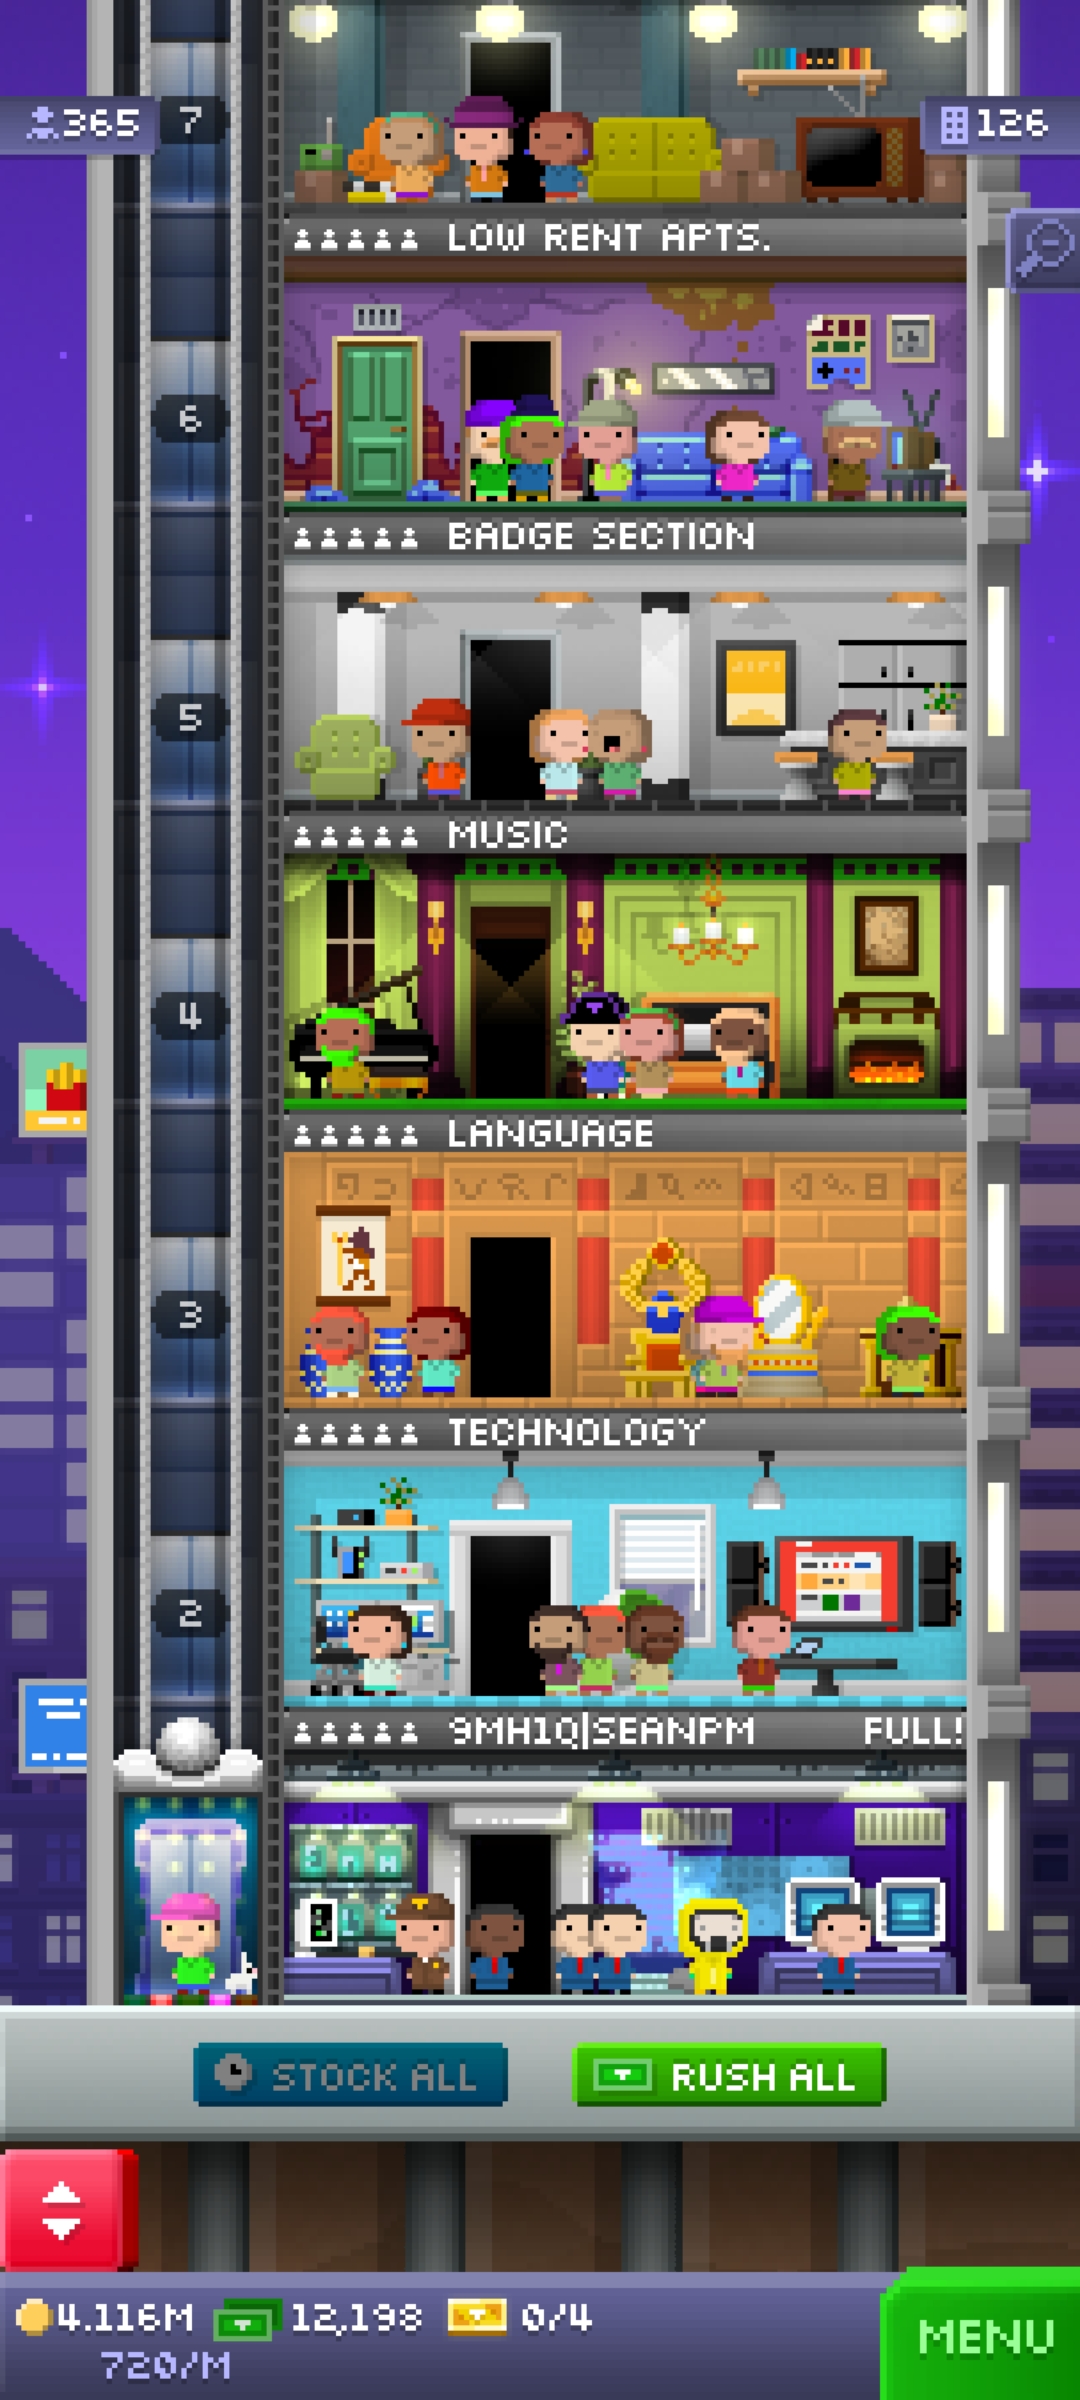 365
7
126
LOW RENT APTS.
6
BADGE SECTION
5
MUSIC
4
LANGUAGE
3
TECHNOLOGY
2
9MH1Q|SEANPM FULL!
STOCK ALL
RUSH ALL
4.116M 12,198 0/4
720/M
MENU